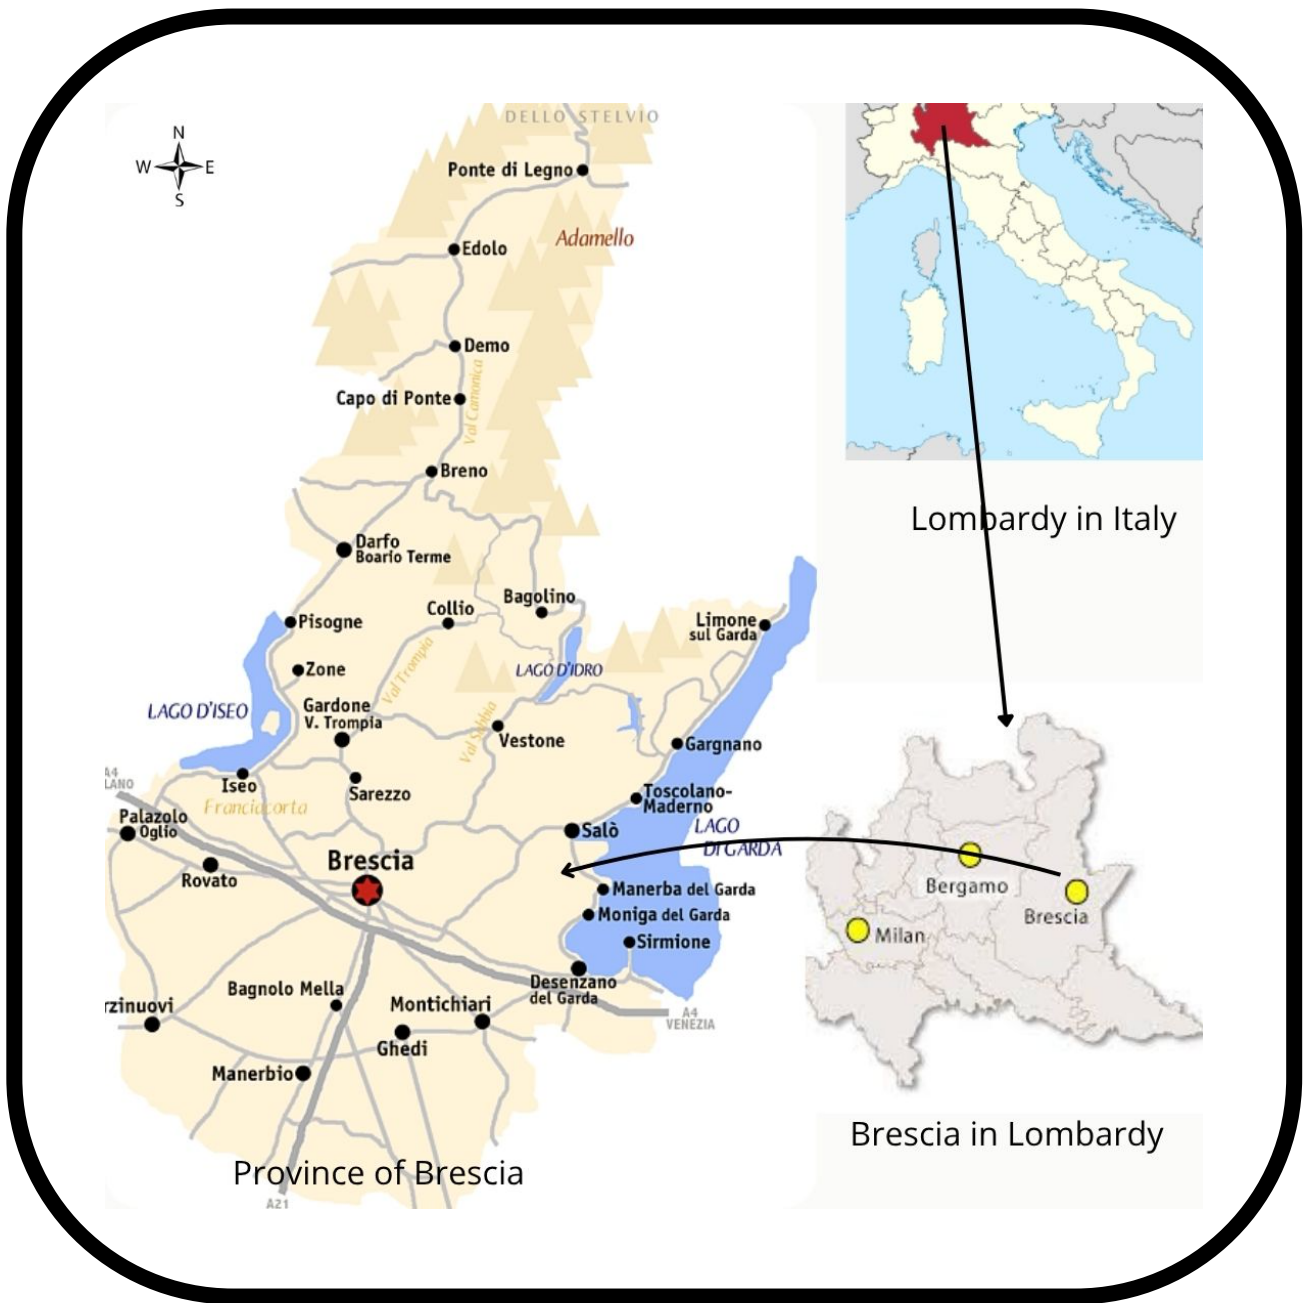 N
W E
S
DELLO STELVIO
Ponte di Legno
Adamello
Edolo
Demo
Val Camonica
Capo di Ponte
Breno
Darfo
Boario Terme
Bagolino
Collio
Limone
sul Garda
Pisogne
Val Trompia
LAGO D'IDRO
Zone
LAGO D'ISEO
Gardone
V. Trompia
Val Sabbia
Vestone
Gargnano
A4
LANO
Iseo
Sarezzo
Franciacorta
Toscolano-
Maderno
Palazolo
Oglio
Salò
LAGO
DI GARDA
Brescia
Rovato
Manerba del Garda
Moniga del Garda
Sirmione
Desenzano
del Garda
Bagnolo Mella
Montichiari
rzinuovi
A4
VENEZIA
Ghedi
Manerbio
Province of Brescia
A21
Lombardy in Italy
Bergamo
Brescia
Milan
Brescia in Lombardy